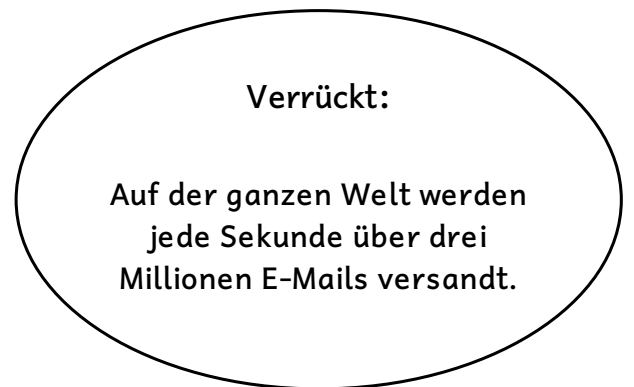 Verrückt:
Auf der ganzen Welt werden
jede Sekunde über drei
Millionen E-Mails versandt.